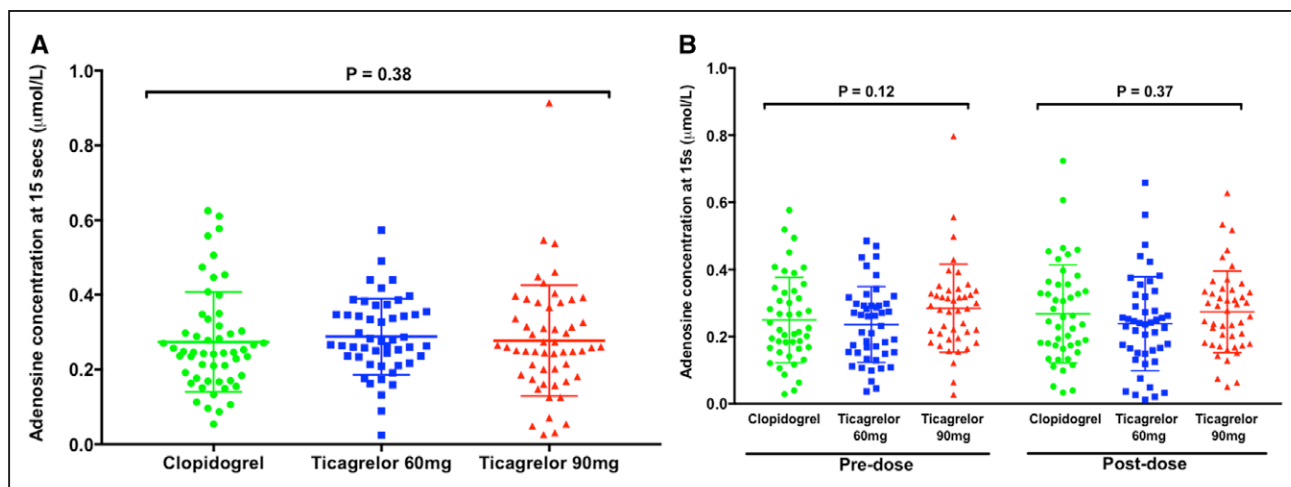 A
P = 0.38
Adenosine concentration at 15 secs (μmol/L)
1.0
0.8
0.6
0.4
0.2
0.0
Clopidogrel Ticagrelor 60mg Ticagrelor 90mg
B
P = 0.12 P = 0.37
Adenosine concentration at 15s (μmol/L)
1.0
0.8
0.6
0.4
0.2
0.0
Clopidogrel Ticagrelor Ticagrelor Clopidogrel Ticagrelor Ticagrelor
60mg 90mg 60mg 90mg
Pre-dose Post-dose